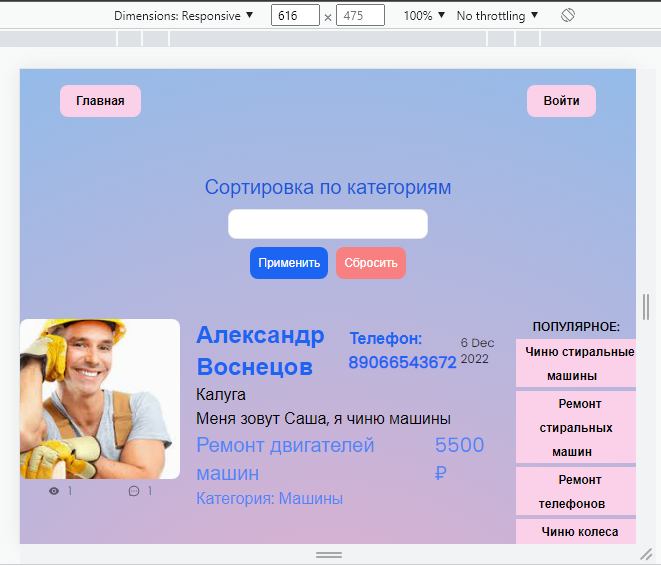 Dimensions: Responsive ▼ 616 × 475 100% ▼ No throttling ▼
Главная
Войти
Сортировка по категориям
Применить
Сбросить
Александр
Воснецов
Телефон:
89066543672
6 Dec
2022
Калуга
Меня зовут Саша, я чиню машины
Ремонт двигателей
машин
5500
₽
Категория: Машины
1
1
ПОПУЛЯРНОЕ:
Чиню стиральные
машины
Ремонт
стиральных
машин
Ремонт
телефонов
Чиню колеса